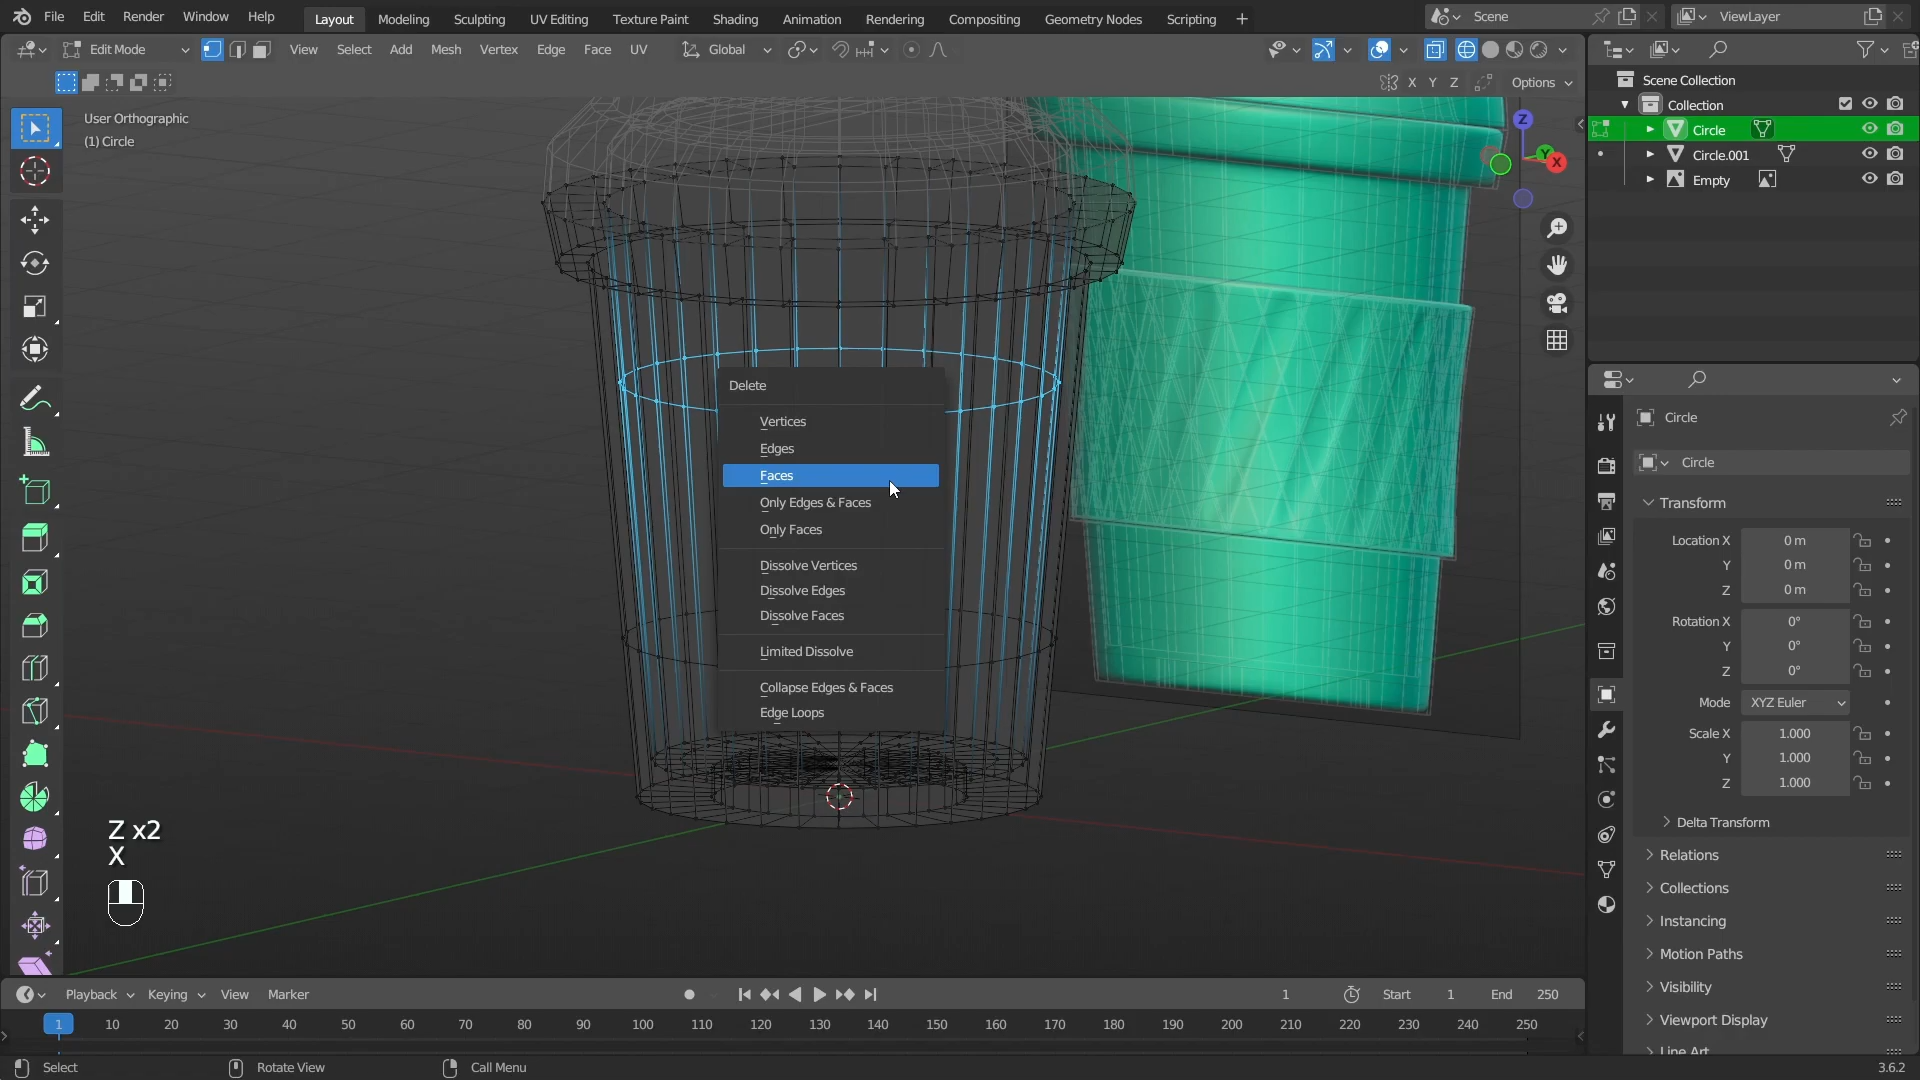 File Edit Render Window Help Layout Modeling Sculpting UV Editing Texture Paint Shading Animation Rendering Compositing Geometry Nodes Scripting + Scene ViewLayer
Edit Mode View Select Add Mesh Vertex Edge Face UV Global
X Y Z Options
User Orthographic
(1) Circle
Z
Y
X
Scene Collection
Collection
Circle
Circle.001
Empty
Delete
Vertices
Edges
Faces
Only Edges & Faces
Only Faces
Dissolve Vertices
Dissolve Edges
Dissolve Faces
Limited Dissolve
Collapse Edges & Faces
Edge Loops
Z x2
X
Circle
Circle
Transform
Location X 0 m
Y 0 m
Z 0 m
Rotation X 0°
Y 0°
Z 0°
Mode XYZ Euler
Scale X 1.000
Y 1.000
Z 1.000
Delta Transform
Relations
Collections
Instancing
Motion Paths
Visibility
Viewport Display
Line Art
Playback Keying View Marker 1 Start 1 End 250
1 10 20 30 40 50 60 70 80 90 100 110 120 130 140 150 160 170 180 190 200 210 220 230 240 250
Select Rotate View Call Menu 3.6.2